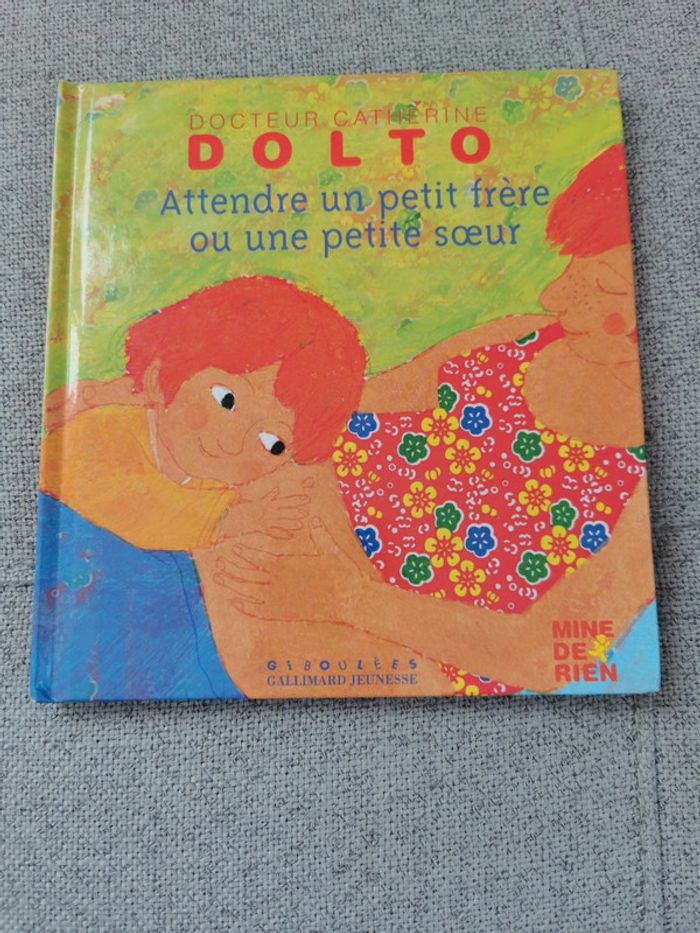 DOCTEUR CATHERINE
DOLTO
Attendre un petit frère
ou une petite sœur
GIBOULÉES
GALLIMARD JEUNESSE
MINE
DE
RIEN